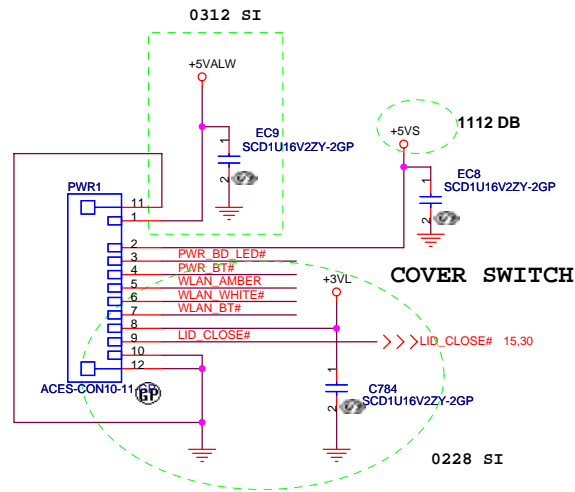 0312 SI
+5VALW
1112 DB
+5VS
1
EC9
SCD1U16V2ZY-2GP
2
1
EC8
SCD1U16V2ZY-2GP
2
PWR1
11
1
2
3 PWR_BD_LED#
4 PWR_BT#
5 WLAN_AMBER
6 WLAN_WHITE#
7 WLAN_BT#
8
9 LID_CLOSE#
10
12
COVER SWITCH
+3VL
LID_CLOSE# 15,30
ACES-CON10-11-GP
GP
1
C784
SCD1U16V2ZY-2GP
2
0228 SI